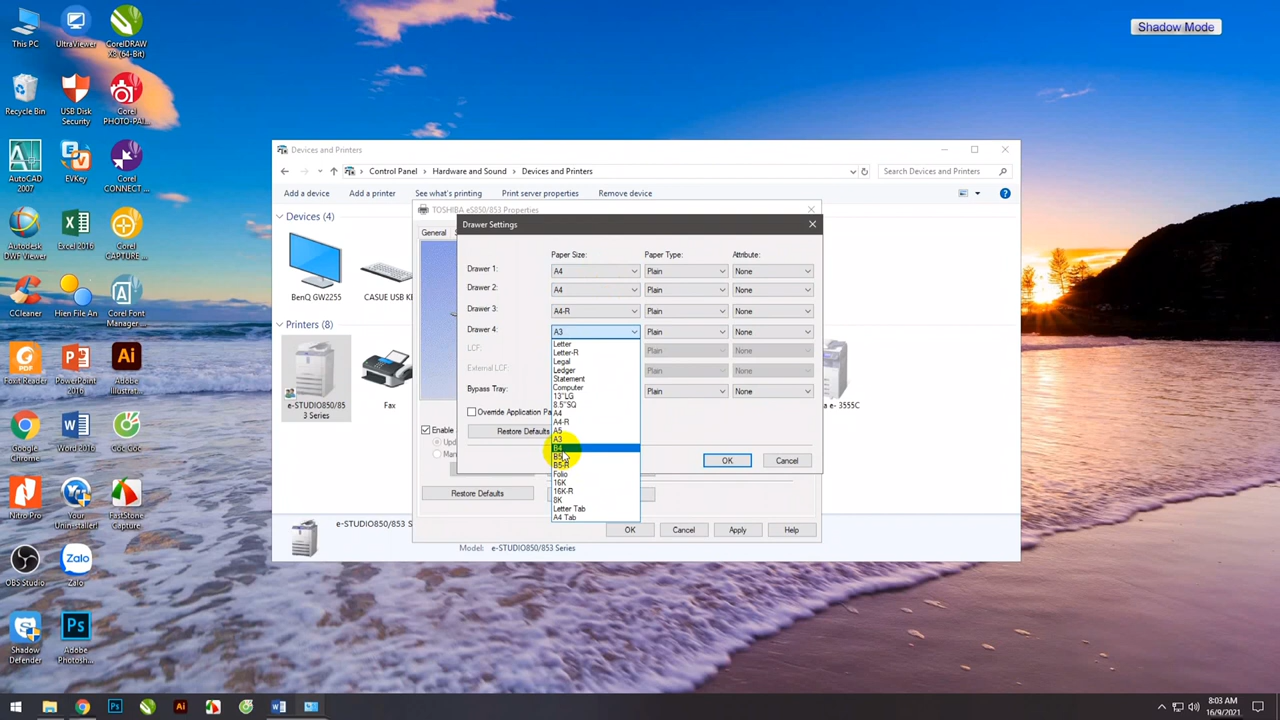 This PC
UltraViewer
CorelDRAW
X8 (64-Bit)
Shadow Mode
Recycle Bin
USB Disk
Security
Corel
PHOTO-PAI...
AutoCAD
2007
EVKey
Corel
CONNECT ...
Autodesk
DWF Viewer
Excel 2016
Corel
CAPTURE ...
CCleaner
Hien File An
Corel Font
Manager ...
Foxit Reader
PowerPoint
2016
Adobe
Illustrat...
Google
Chrome
Word 2016
Coc Coc
Nitro Pro
Your
Unin-staller!
FastStone
Capture
OBS Studio
Zalo
Shadow
Defender
Adobe
Photosh...
Devices and Printers
Control Panel
Hardware and Sound
Devices and Printers
Search Devices and Printers
Add a device
Add a printer
See what's printing
Print server properties
Remove device
Devices (4)
BenQ GW2255
CASUE USB K
Printers (8)
e-STUDIO850/85
3 Series
Fax
a e- 3555C
e-STUDIO850/853 S
Model: e-STUDIO850/853 Series
TOSHIBA eS850/853 Properties
General
Enable
Upd
Man
Restore Defaults
OK
Cancel
Apply
Help
Drawer Settings
Paper Size:
Paper Type:
Attribute:
Drawer 1:
A4
Plain
None
Drawer 2:
A4
Plain
None
Drawer 3:
A4-R
Plain
None
Drawer 4:
A3
Plain
None
LCF:
Plain
None
External LCF:
Plain
None
Bypass Tray:
Plain
None
Override Application Pa
Restore Defaults
OK
Cancel
Letter
Letter-R
Legal
Ledger
Statement
Computer
13"LG
8.5"SQ
A4
A4-R
A5
A3
B4
B5
B5-R
Folio
16K
16K-R
8K
Letter Tab
A4 Tab
8:03 AM
16/9/2021